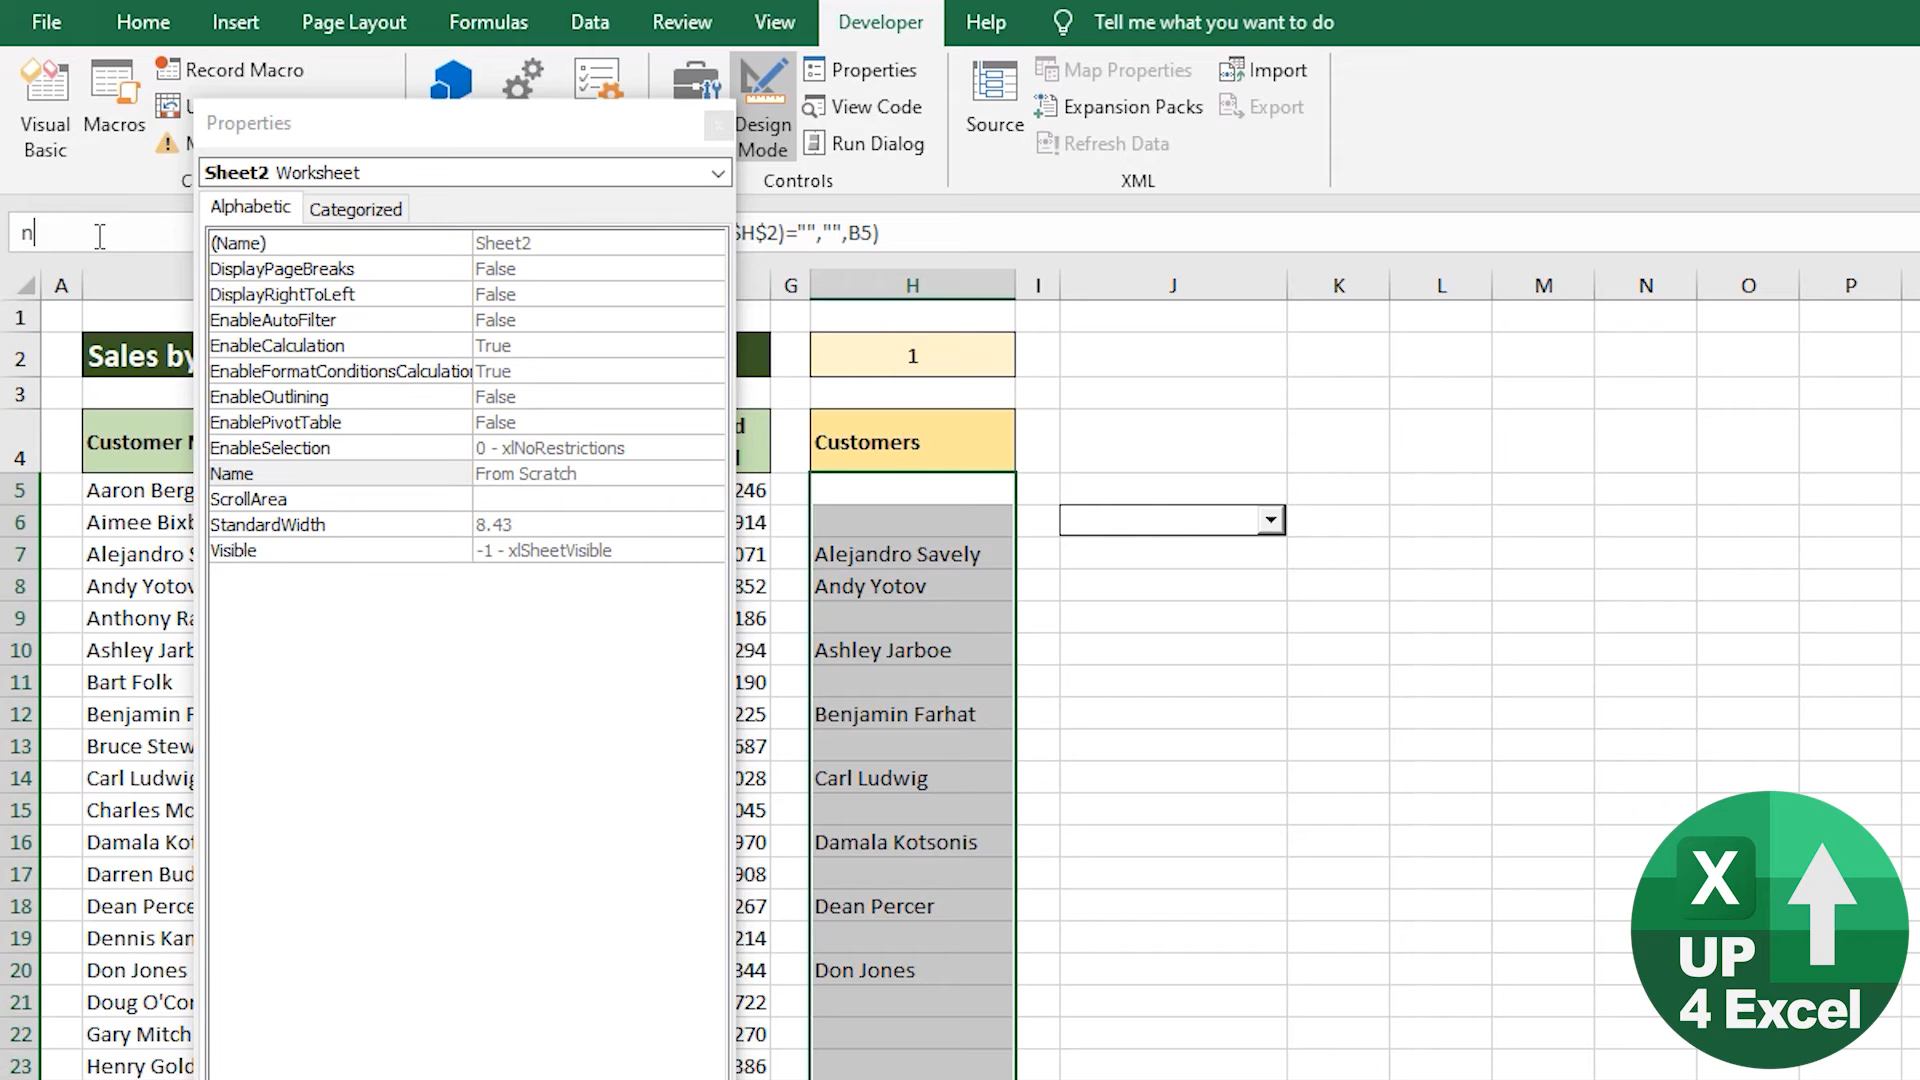 File Home Insert Page Layout Formulas Data Review View Developer Help Tell me what you want to do
Visual Basic
Macros
Record Macro
Design Mode
Properties
View Code
Run Dialog
Controls
Source
Map Properties
Expansion Packs
Refresh Data
Import
Export
XML
Properties
Sheet2 Worksheet
Alphabetic Categorized
(Name) Sheet2
DisplayPageBreaks False
DisplayRightToLeft False
EnableAutoFilter False
EnableCalculation True
EnableFormatConditionsCalculation True
EnableOutlining False
EnablePivotTable False
EnableSelection 0 - xlNoRestrictions
Name From Scratch
ScrollArea
StandardWidth 8.43
Visible -1 - xlSheetVisible
n
$H$2)="","",B5)
A G H I J K L M N O P
1
2 Sales by 1
3
4 Customer Customers
5 Aaron Berg 246
6 Aimee Bixb 914
7 Alejandro S 071 Alejandro Savely
8 Andy Yotov 852 Andy Yotov
9 Anthony Ra 186
10 Ashley Jarb 294 Ashley Jarboe
11 Bart Folk 190
12 Benjamin F 225 Benjamin Farhat
13 Bruce Stew 687
14 Carl Ludwig 028 Carl Ludwig
15 Charles Mc 045
16 Damala Kot 970 Damala Kotsonis
17 Darren Bud 908
18 Dean Perce 267 Dean Percer
19 Dennis Kan 214
20 Don Jones 844 Don Jones
21 Doug O'Cor 722
22 Gary Mitch 270
23 Henry Gold 386
X
UP
4 Excel